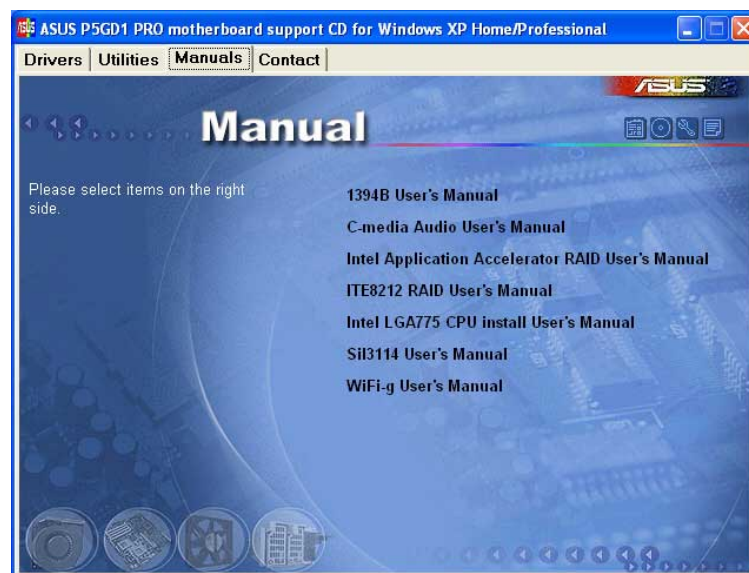 ASUS P5GD1 PRO motherboard support CD for Windows XP Home/Professional
Drivers Utilities Manuals Contact
ASUS
Manual
Please select items on the right
side.
1394B User's Manual
C-media Audio User's Manual
Intel Application Accelerator RAID User's Manual
ITE8212 RAID User's Manual
Intel LGA775 CPU install User's Manual
Sil3114 User's Manual
WiFi-g User's Manual